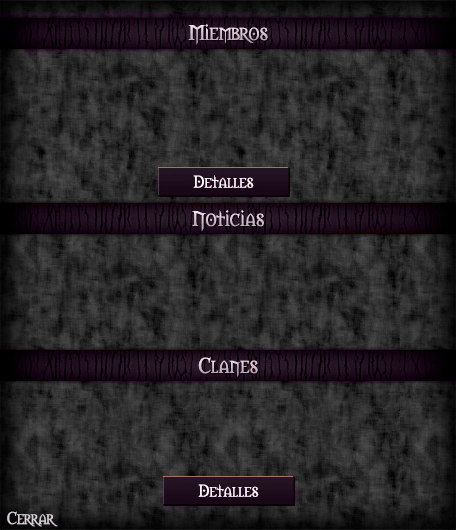 Miembros
Detalles
Noticias
Clanes
Detalles
Cerrar